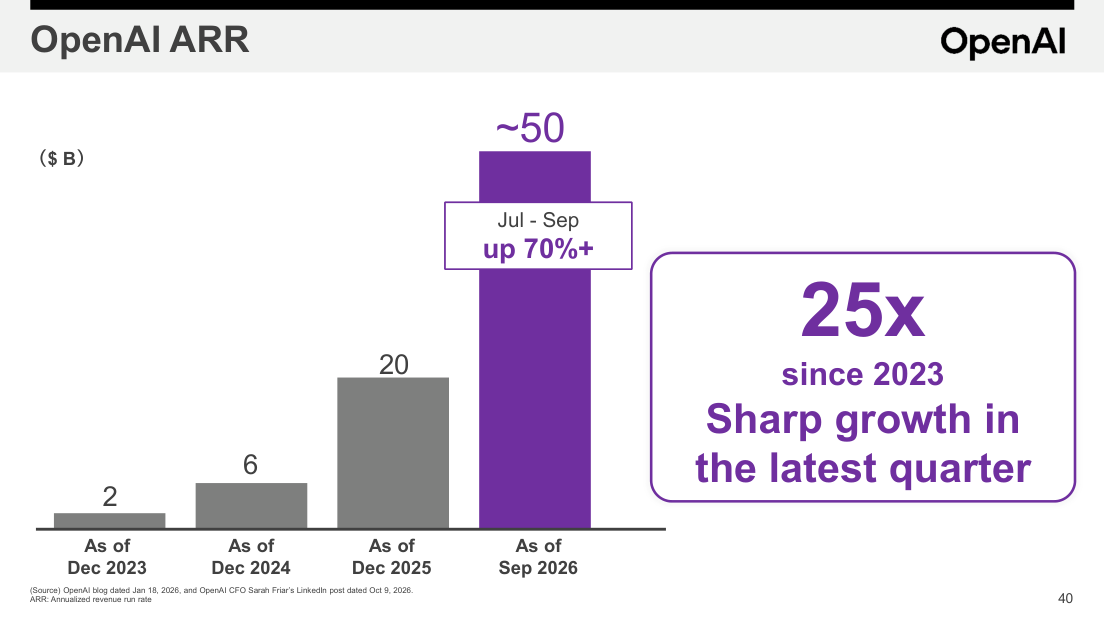 OpenAI ARR
OpenAI
（$ B）
~50
Jul - Sep
up 70%+
20
6
2
As of
Dec 2023
As of
Dec 2024
As of
Dec 2025
As of
Sep 2026
25x
since 2023
Sharp growth in
the latest quarter
(Source) OpenAI blog dated Jan 18, 2026, and OpenAI CFO Sarah Friar's LinkedIn post dated Oct 9, 2026.
ARR: Annualized revenue run rate
40